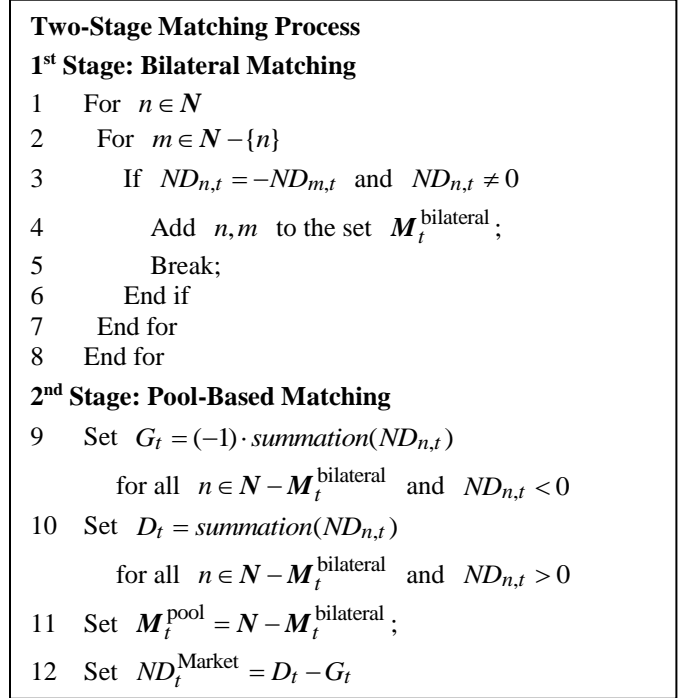 Two-Stage Matching Process
1st Stage: Bilateral Matching
1 For n ∈ N
2 For m ∈ N −{n}
3 If ND_{n,t} = −ND_{m,t} and ND_{n,t} ≠ 0
4 Add n, m to the set M_t^{bilateral} ;
5 Break;
6 End if
7 End for
8 End for
2nd Stage: Pool-Based Matching
9 Set G_t = (−1) · summation(ND_{n,t})
for all n ∈ N − M_t^{bilateral} and ND_{n,t} < 0
10 Set D_t = summation(ND_{n,t})
for all n ∈ N − M_t^{bilateral} and ND_{n,t} > 0
11 Set M_t^{pool} = N − M_t^{bilateral} ;
12 Set ND_t^{Market} = D_t − G_t